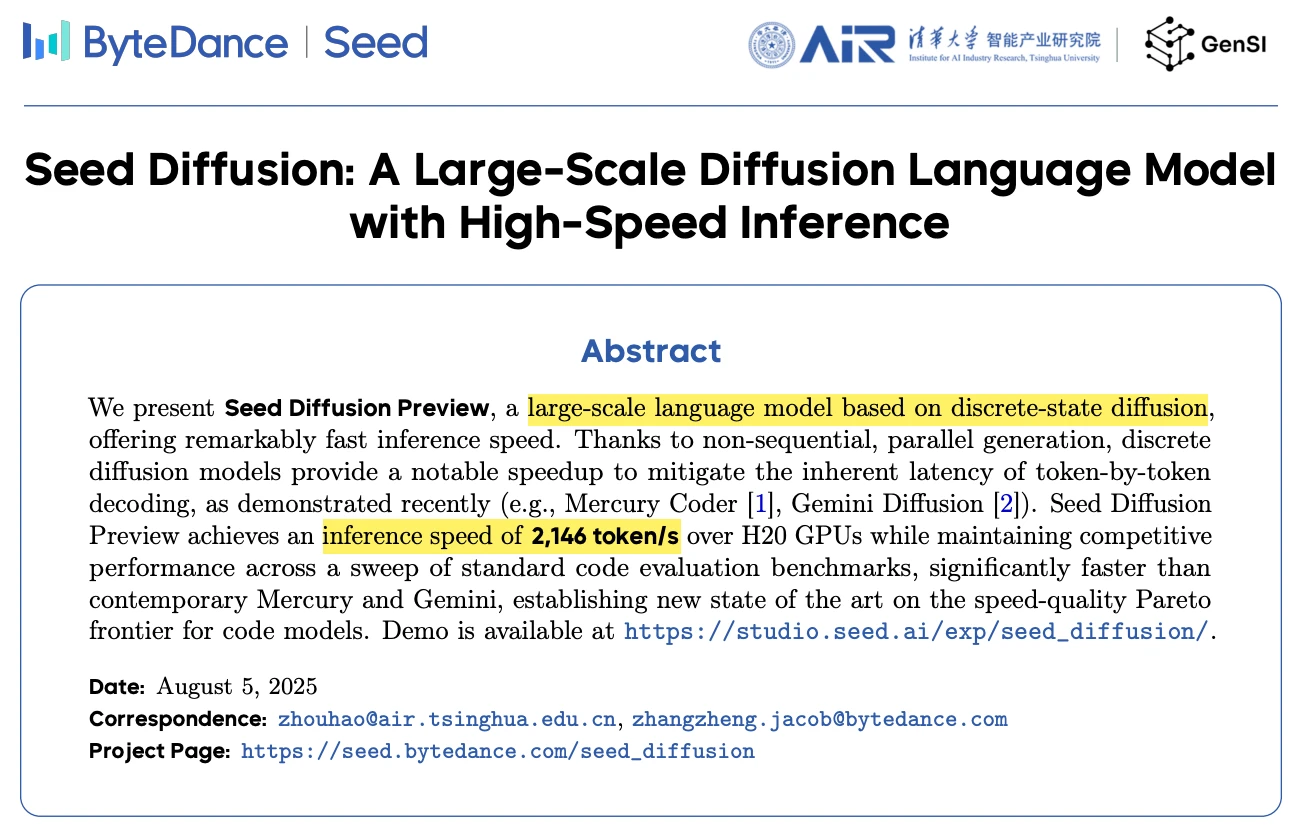 ByteDance | Seed
AIR 清华大学 智能产业研究院
Institute for AI Industry Research, Tsinghua University
GenSI
Seed Diffusion: A Large-Scale Diffusion Language Model
with High-Speed Inference
Abstract
We present Seed Diffusion Preview, a large-scale language model based on discrete-state diffusion,
offering remarkably fast inference speed. Thanks to non-sequential, parallel generation, discrete
diffusion models provide a notable speedup to mitigate the inherent latency of token-by-token
decoding, as demonstrated recently (e.g., Mercury Coder [1], Gemini Diffusion [2]). Seed Diffusion
Preview achieves an inference speed of 2,146 token/s over H20 GPUs while maintaining competitive
performance across a sweep of standard code evaluation benchmarks, significantly faster than
contemporary Mercury and Gemini, establishing new state of the art on the speed-quality Pareto
frontier for code models. Demo is available at https://studio.seed.ai/exp/seed_diffusion/.
Date: August 5, 2025
Correspondence: zhouhao@air.tsinghua.edu.cn, zhangzheng.jacob@bytedance.com
Project Page: https://seed.bytedance.com/seed_diffusion